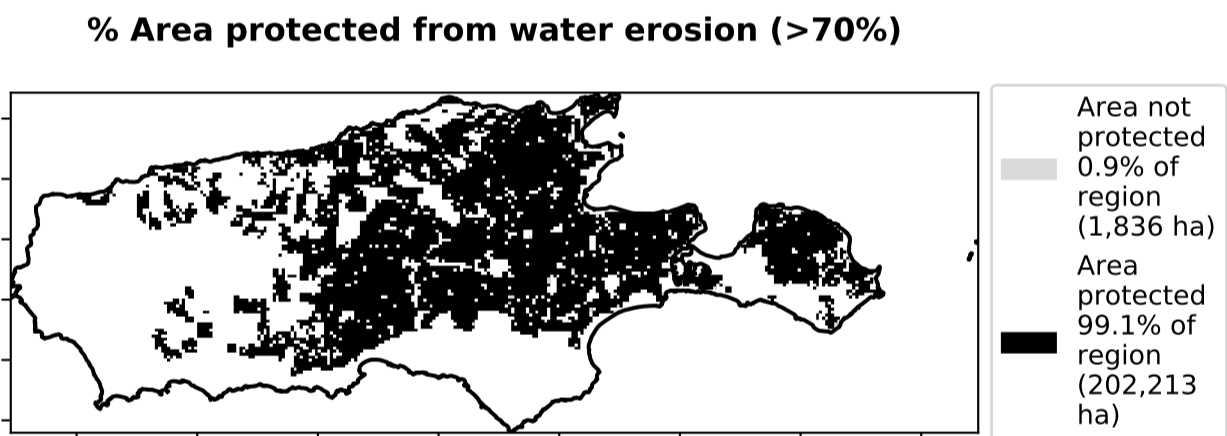 % Area protected from water erosion (>70%)
Area not
protected
0.9% of
region
(1,836 ha)
Area
protected
99.1% of
region
(202,213
ha)